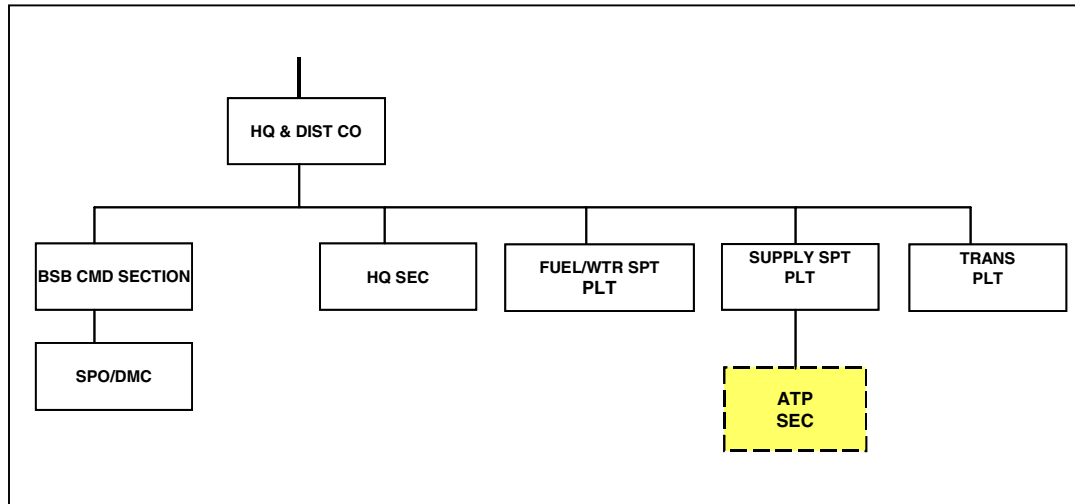 HQ & DIST CO
BSB CMD SECTION
HQ SEC
FUEL/WTR SPT
PLT
SUPPLY SPT
PLT
TRANS
PLT
SPO/DMC
ATP
SEC